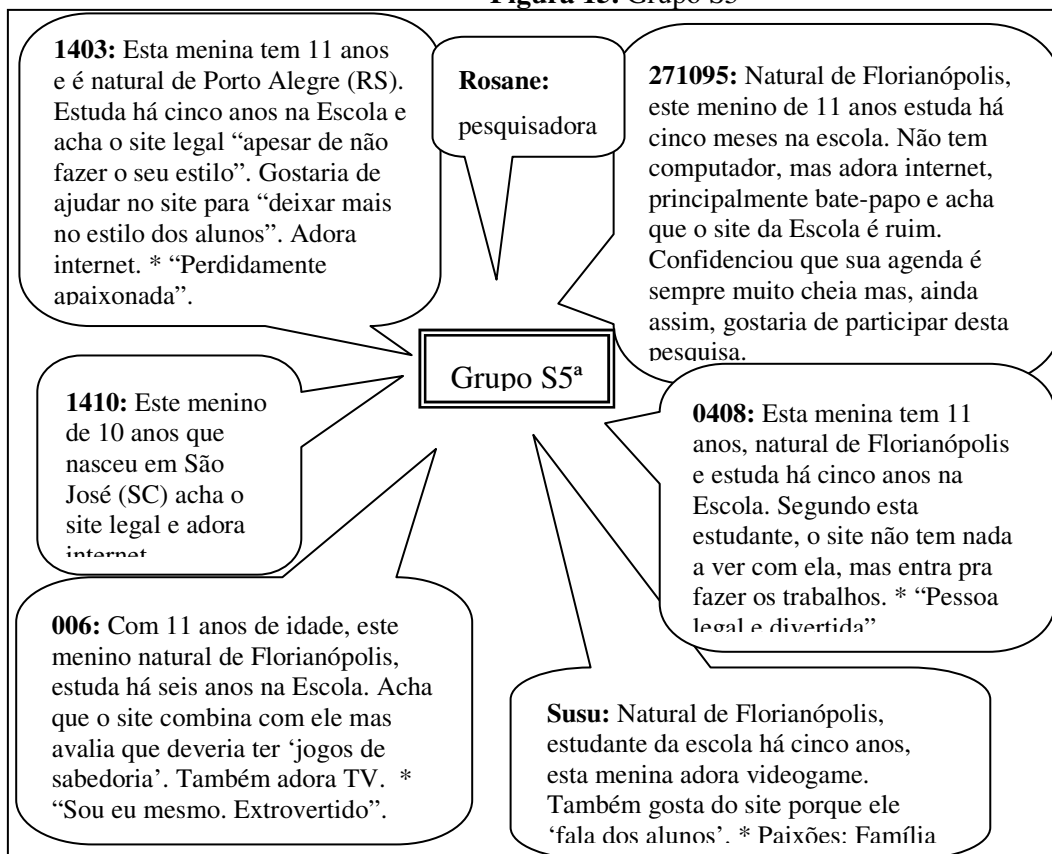 Figura 15: Grupo S5ª
1403: Esta menina tem 11 anos
e é natural de Porto Alegre (RS).
Estuda há cinco anos na Escola e
acha o site legal “apesar de não
fazer o seu estilo”. Gostaria de
ajudar no site para “deixar mais
no estilo dos alunos”. Adora
internet. * “Perdidamente
apaixonada”.
Rosane:
pesquisadora
271095: Natural de Florianópolis,
este menino de 11 anos estuda há
cinco meses na escola. Não tem
computador, mas adora internet,
principalmente bate-papo e acha
que o site da Escola é ruim.
Confidenciou que sua agenda é
sempre muito cheia mas, ainda
assim, gostaria de participar desta
pesquisa.
Grupo S5ª
1410: Este menino
de 10 anos que
nasceu em São
José (SC) acha o
site legal e adora
internet
0408: Esta menina tem 11
anos, natural de Florianópolis
e estuda há cinco anos na
Escola. Segundo esta
estudante, o site não tem nada
a ver com ela, mas entra pra
fazer os trabalhos. * “Pessoa
legal e divertida”
006: Com 11 anos de idade, este
menino natural de Florianópolis,
estuda há seis anos na Escola. Acha
que o site combina com ele mas
avalia que deveria ter ‘jogos de
sabedoria’. Também adora TV. *
“Sou eu mesmo. Extrovertido”.
Susu: Natural de Florianópolis,
estudante da escola há cinco anos,
esta menina adora videogame.
Também gosta do site porque ele
‘fala dos alunos’. * Paixões: Família